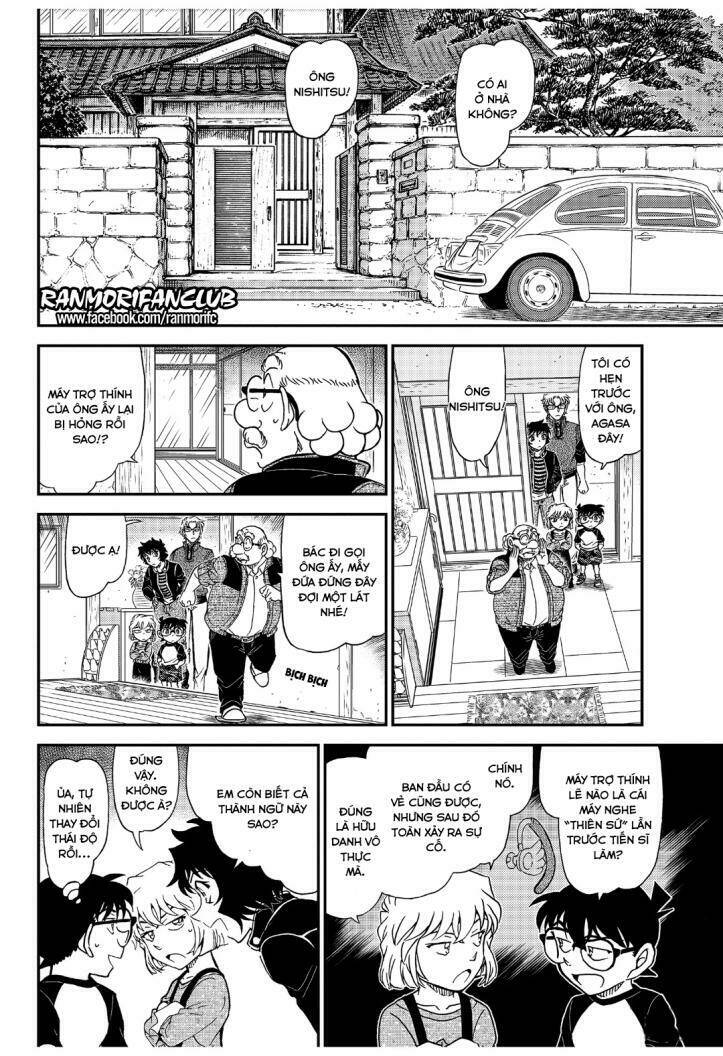 CÓ AI
Ở NHÀ
KHÔNG?
ÔNG
NISHITSU!
RANMORIFANCLUB
www.facebook.com/ranmorifc
TÔI CÓ
HẸN
TRƯỚC
VỚI ÔNG,
AGASA
ĐÂY!
ÔNG
NISHITSU!
MÁY TRỢ THÍNH
CỦA ÔNG ẤY LẠI
BỊ HỎNG RỒI
SAO!?
BÁC ĐI GỌI
ÔNG ẤY, MẤY
ĐỨA ĐỨNG ĐÂY
ĐỢI MỘT LÁT
NHÉ!
ĐƯỢC Ạ!
BỊCH BỊCH
MÁY TRỢ THÍNH
LẼ NÀO LÀ CÁI
MÁY NGHE
"THIÊN SỨ" LẦN
TRƯỚC TIẾN SĨ
LÀM?
CHÍNH
NÓ.
BAN ĐẦU CÓ
VẺ CŨNG ĐƯỢC,
NHƯNG SAU ĐÓ
TOÀN XẢY RA SỰ
CỐ.
ĐÚNG
LÀ HỮU
DANH VÔ
THỰC
MÀ.
EM CÒN BIẾT CẢ
THÀNH NGỮ NÀY
SAO?
ĐÚNG
VẬY.
KHÔNG
ĐƯỢC À?
ỦA, TỰ
NHIÊN
THAY ĐỔI
THÁI ĐỘ
RỒI...